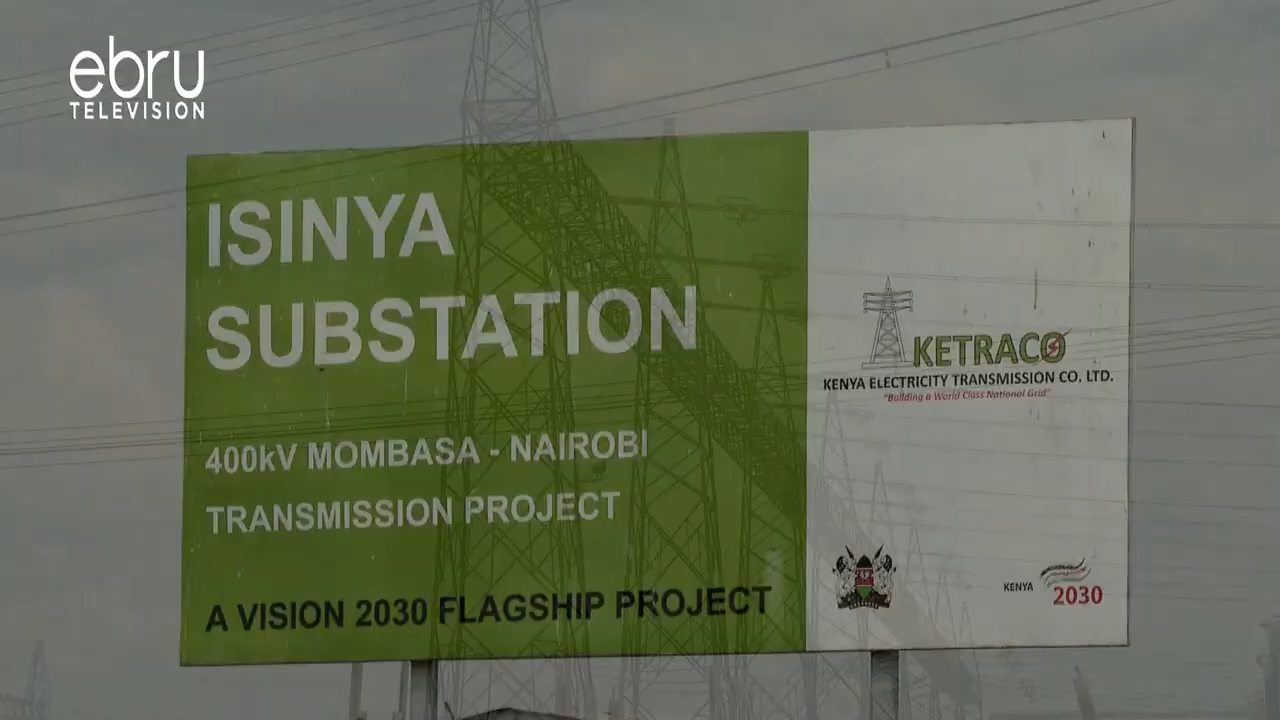 ebru
TELEVISION
ISINYA
SUBSTATION
400kV MOMBASA - NAIROBI
TRANSMISSION PROJECT
A VISION 2030 FLAGSHIP PROJECT
KETRACO
KENYA ELECTRICITY TRANSMISSION CO. LTD.
"Building a World Class National Grid"
KENYA
2030